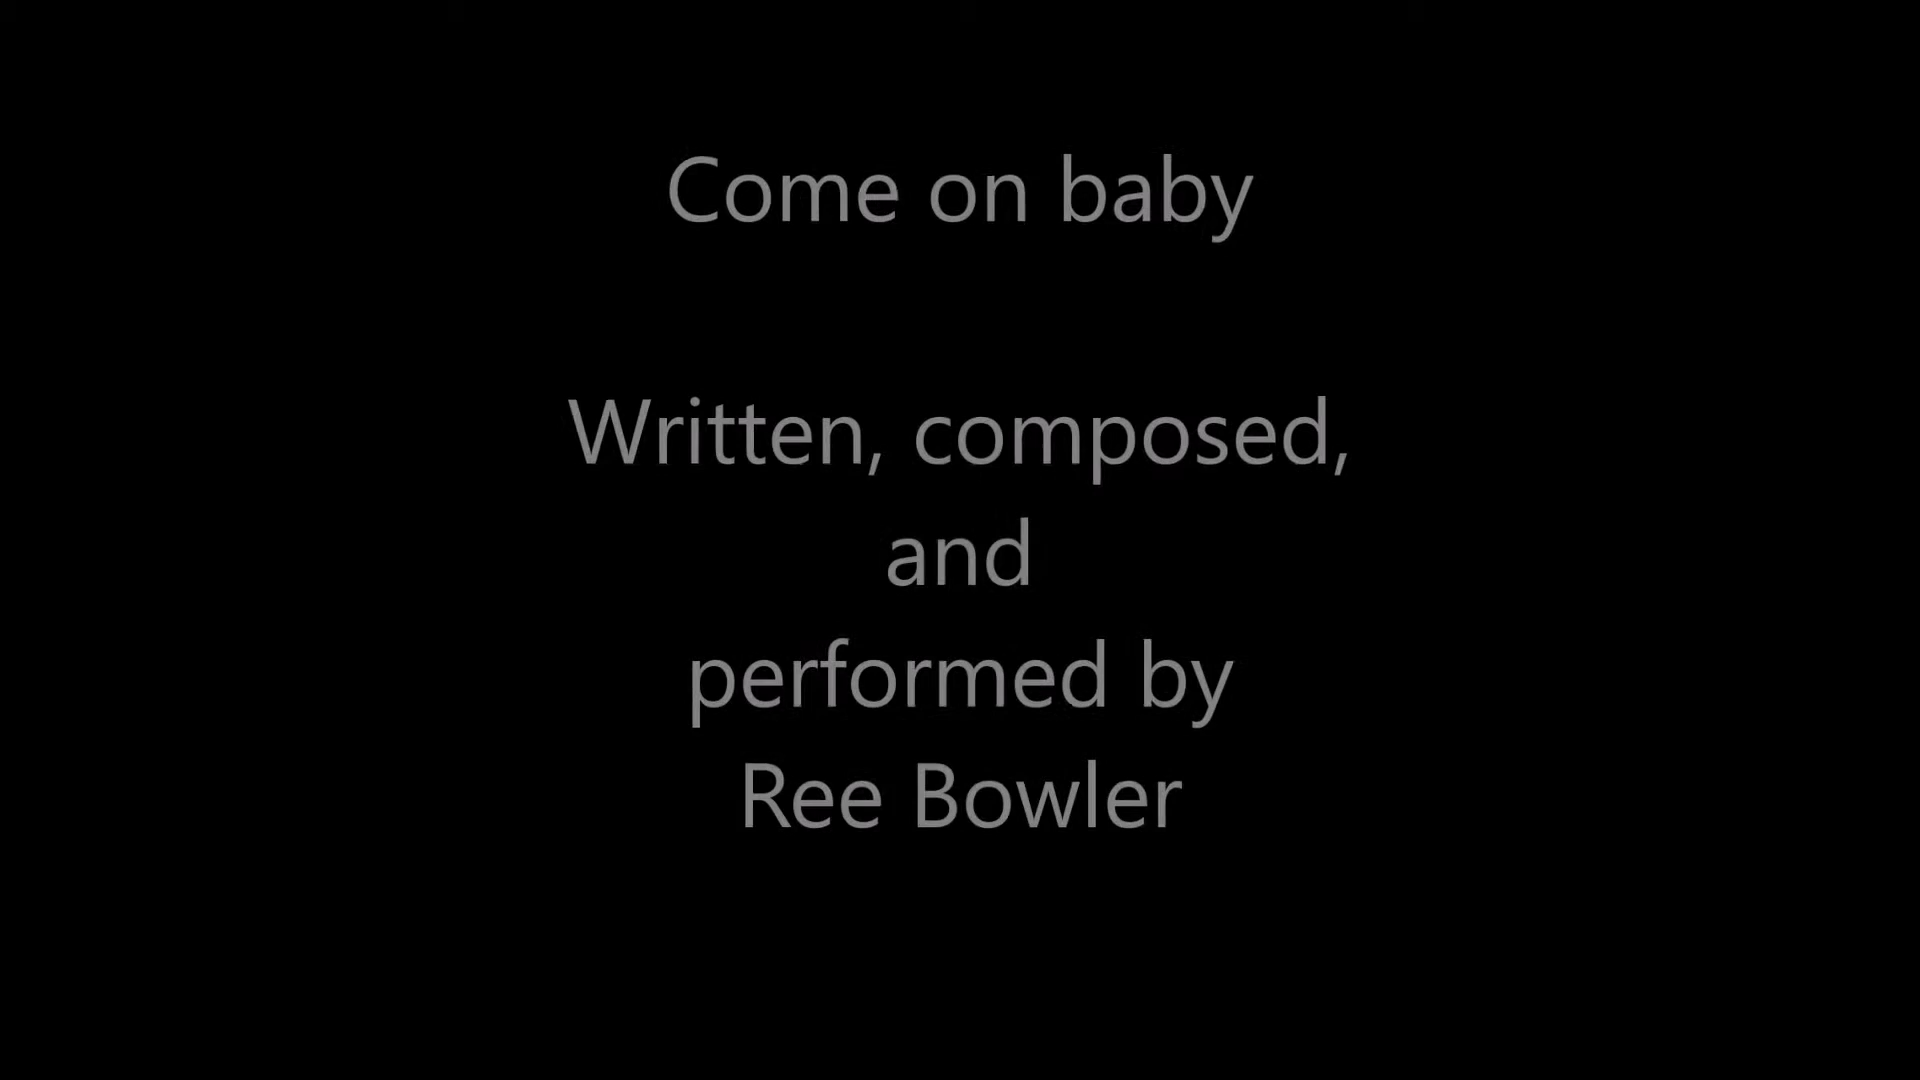 Come on baby
Written, composed,
and
performed by
Ree Bowler